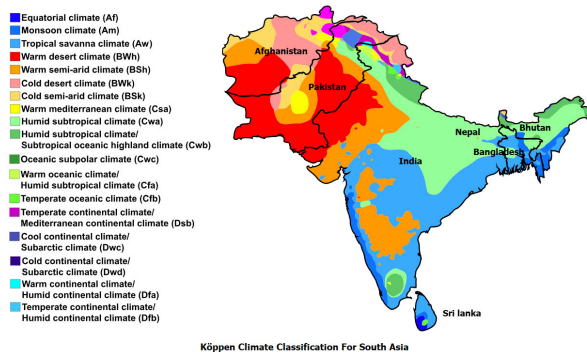 Equatorial climate (Af)
Monsoon climate (Am)
Tropical savanna climate (Aw)
Warm desert climate (BWh)
Warm semi-arid climate (BSh)
Cold desert climate (BWk)
Cold semi-arid climate (BSk)
Warm mediterranean climate (Csa)
Humid subtropical climate (Cwa)
Humid subtropical climate/
Subtropical oceanic highland climate (Cwb)
Oceanic subpolar climate (Cwc)
Warm oceanic climate/
Humid subtropical climate (Cfa)
Temperate oceanic climate (Cfb)
Temperate continental climate/
Mediterranean continental climate (Dsb)
Cool continental climate/
Subarctic climate (Dwc)
Cold continental climate/
Subarctic climate (Dwd)
Warm continental climate/
Humid continental climate (Dfa)
Temperate continental climate/
Humid continental climate (Dfb)
Afghanistan
Pakistan
Nepal
Bhutan
Bangladesh
India
Sri lanka
Köppen Climate Classification For South Asia